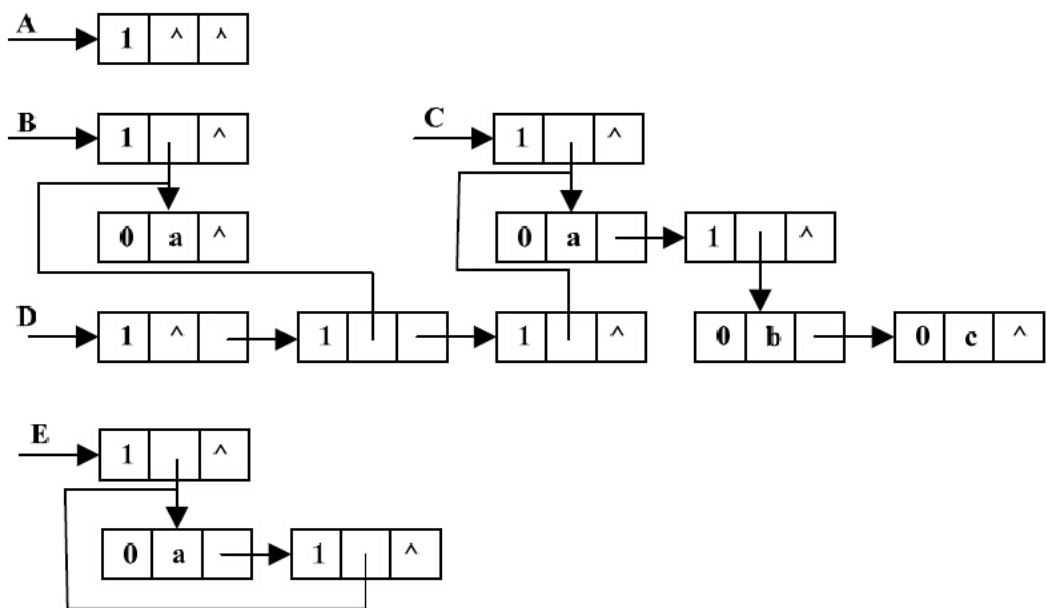 A
1 ^ ^
B 1 ^ C 1 ^
0 a ^ 0 a 1 ^
D 1 ^ 1 1 ^ 0 b 0 c ^
E 1 ^
0 a 1 ^